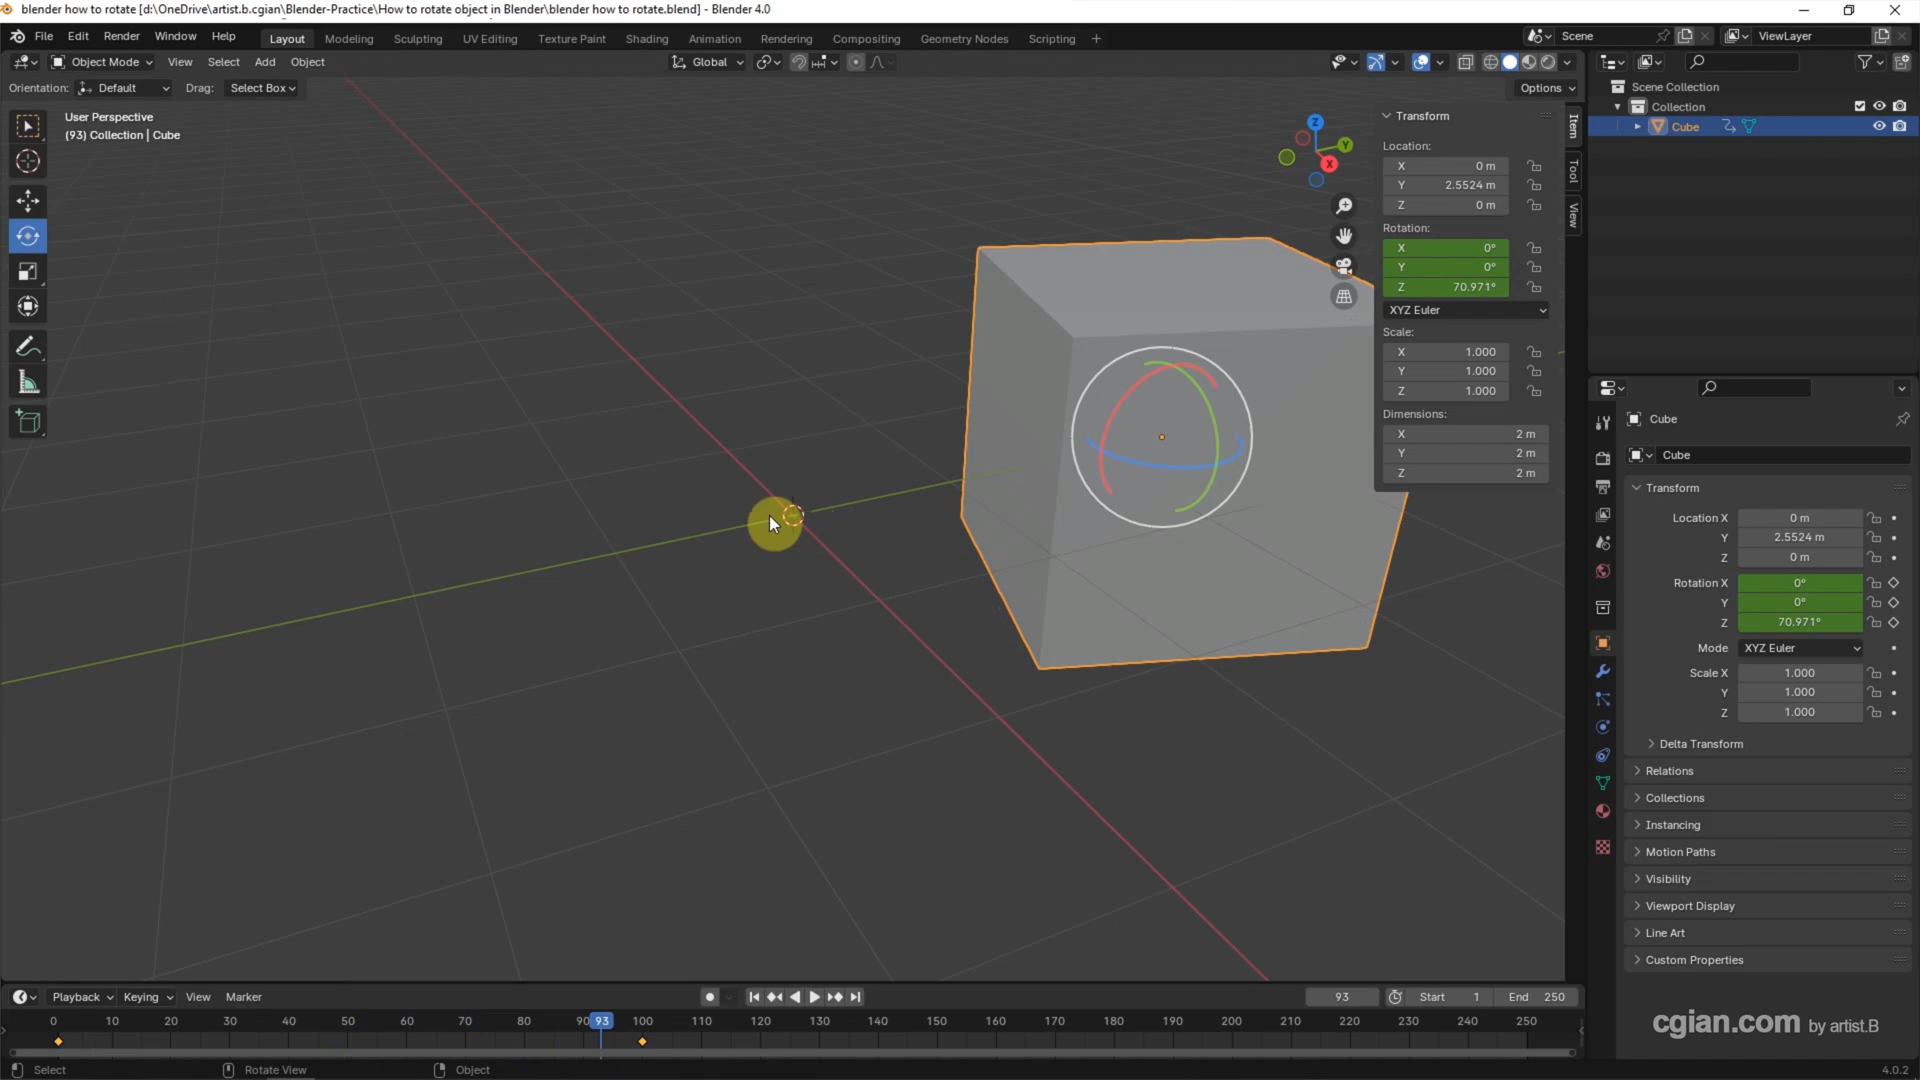 blender how to rotate [d:\OneDrive\artist.b.cgian\Blender-Practice\How to rotate object in Blender\blender how to rotate.blend] - Blender 4.0
File Edit Render Window Help Layout Modeling Sculpting UV Editing Texture Paint Shading Animation Rendering Compositing Geometry Nodes Scripting + Scene ViewLayer
Object Mode View Select Add Object Global
Orientation: Default Drag: Select Box Options
User Perspective
(93) Collection | Cube
Z
Y
X
Transform
Location:
X 0 m
Y 2.5524 m
Z 0 m
Rotation:
X 0°
Y 0°
Z 70.971°
XYZ Euler
Scale:
X 1.000
Y 1.000
Z 1.000
Dimensions:
X 2 m
Y 2 m
Z 2 m
Item
Tool
View
Scene Collection
Collection
Cube
Cube
Cube
Transform
Location X 0 m
Y 2.5524 m
Z 0 m
Rotation X 0°
Y 0°
Z 70.971°
Mode XYZ Euler
Scale X 1.000
Y 1.000
Z 1.000
Delta Transform
Relations
Collections
Instancing
Motion Paths
Visibility
Viewport Display
Line Art
Custom Properties
Playback Keying View Marker 93 Start 1 End 250
0 10 20 30 40 50 60 70 80 90 93 100 110 120 130 140 150 160 170 180 190 200 210 220 230 240 250
cgian.com by artist.B
Select Rotate View Object 4.0.2